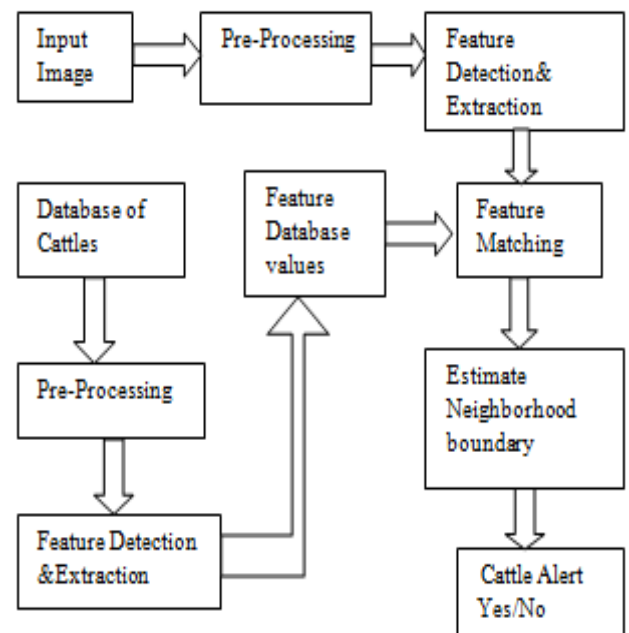 Input
Image
Pre-Processing
Feature
Detection&
Extraction
Database of
Cattles
Feature
Database
values
Feature
Matching
Pre-Processing
Estimate
Neighborhood
boundary
Feature Detection
&Extraction
Cattle Alert
Yes/No